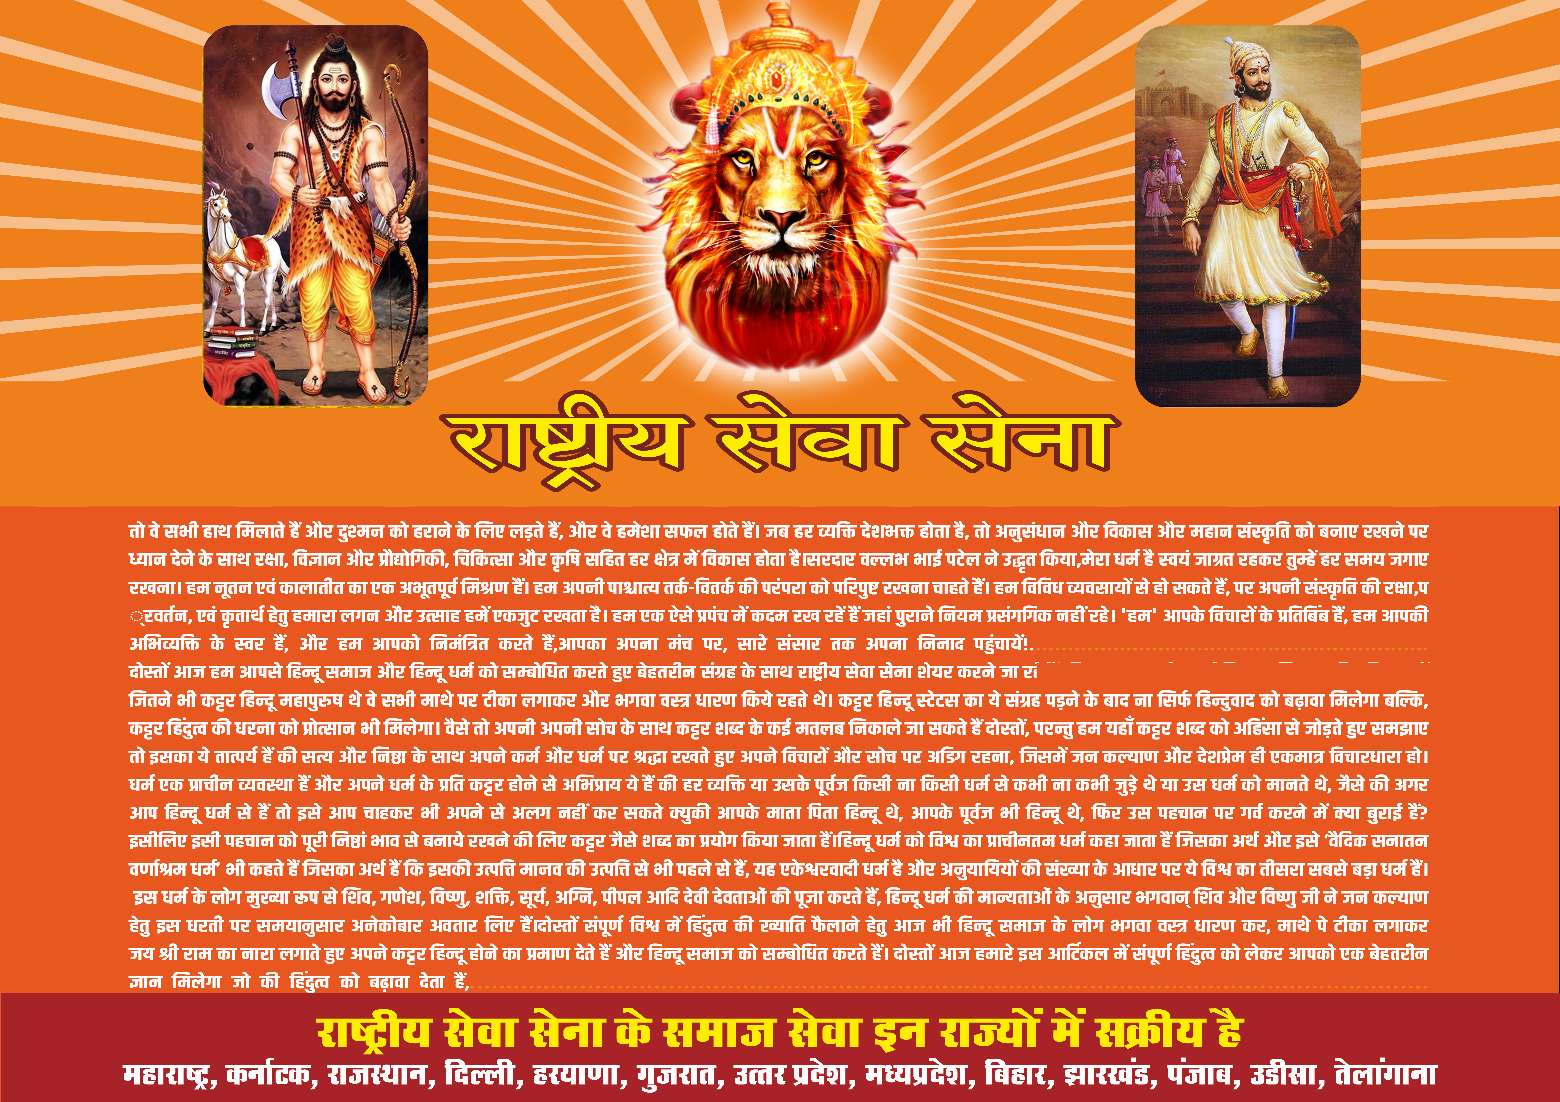 राष्ट्रीय सेवा सेना
तो वे सभी हाथ मिलाते हैं और दुश्मन को हराने के लिए लड़ते हैं, और वे हमेशा सफल होते हैं। जब हर व्यक्ति देशभक्त होता है, तो अनुसंधान और विकास और महान संस्कृति को बनाए रखने पर
ध्यान देने के साथ रक्षा, विज्ञान और प्रौद्योगिकी, चिकित्सा और कृषि सहित हर क्षेत्र में विकास होता है।सरदार वल्लभ भाई पटेल ने उद्धृत किया,मेरा धर्म है स्वयं जाग्रत रहकर तुम्हें हर समय जगाए
रखना। हम नूतन एवं कालातीत का एक अभूतपूर्व मिश्रण हैं। हम अपनी पाश्चात्य तर्क-वितर्क की परंपरा को परिपुष्ट रखना चाहते हैं। हम विविध व्यवसायों से हो सकते हैं, पर अपनी संस्कृति की रक्षा,प
्रवर्तन, एवं कृतार्थ हेतु हमारा लगन और उत्साह हमें एकजुट रखता है। हम एक ऐसे प्रपंच में कदम रख रहें हैं जहां पुराने नियम प्रसंगगिक नहीं रहे। 'हम' आपके विचारों के प्रतिबिंब हैं, हम आपकी
अभिव्यक्ति के स्वर हैं, और हम आपको निमंत्रित करते हैं,आपका अपना मंच पर, सारे संसार तक अपना निनाद पहुंचायें!.
दोस्तों आज हम आपसे हिन्दू समाज और हिन्दू धर्म को सम्बोधित करते हुए बेहतरीन संग्रह के साथ राष्ट्रीय सेवा सेना शेयर करने जा
जितने भी कट्टर हिन्दू महापुरुष थे वे सभी माथे पर टीका लगाकर और भगवा वस्त्र धारण किये रहते थे। कट्टर हिन्दू स्टेटस का ये संग्रह पड़ने के बाद ना सिर्फ हिन्दुवाद को बढ़ावा मिलेगा बल्कि,
कट्टर हिंदुत्व की धरना को प्रोत्सान भी मिलेगा। वैसे तो अपनी अपनी सोच के साथ कट्टर शब्द के कई मतलब निकाले जा सकते हैं दोस्तों, परन्तु हम यहाँ कट्टर शब्द को अहिंसा से जोड़ते हुए समझाए
तो इसका ये तात्पर्य हैं की सत्य और निष्ठा के साथ अपने कर्म और धर्म पर श्रद्धा रखते हुए अपने विचारों और सोच पर अडिग रहना, जिसमें जन कल्याण और देशप्रेम ही एकमात्र विचारधारा हो।
धर्म एक प्राचीन व्यवस्था हैं और अपने धर्म के प्रति कट्टर होने से अभिप्राय ये हैं की हर व्यक्ति या उसके पूर्वज किसी ना किसी धर्म से कभी ना कभी जुड़े थे या उस धर्म को मानते थे, जैसे की अगर
आप हिन्दू धर्म से हैं तो इसे आप चाहकर भी अपने से अलग नहीं कर सकते क्युकी आपके माता पिता हिन्दू थे, आपके पूर्वज भी हिन्दू थे, फिर उस पहचान पर गर्व करने में क्या बुराई हैं?
इसीलिए इसी पहचान को पूरी निष्ठां भाव से बनाये रखने की लिए कट्टर जैसे शब्द का प्रयोग किया जाता हैं।हिन्दू धर्म को विश्व का प्राचीनतम धर्म कहा जाता हैं जिसका अर्थ और इसे ‘वैदिक सनातन
वर्णाश्रम धर्म’ भी कहते हैं जिसका अर्थ हैं कि इसकी उत्पत्ति मानव की उत्पत्ति से भी पहले से हैं, यह एकेश्वरवादी धर्म है और अनुयायियों की संख्या के आधार पर ये विश्व का तीसरा सबसे बड़ा धर्म हैं।
इस धर्म के लोग मुख्या रूप से शिव, गणेश, विष्णु, शक्ति, सूर्य, अग्नि, पीपल आदि देवी देवताओं की पूजा करते हैं, हिन्दू धर्म की मान्यताओं के अनुसार भगवान् शिव और विष्णु जी ने जन कल्याण
हेतु इस धरती पर समयानुसार अनेकोबार अवतार लिए हैं।दोस्तों संपूर्ण विश्व में हिंदुत्व की ख्याति फैलाने हेतु आज भी हिन्दू समाज के लोग भगवा वस्त्र धारण कर, माथे पे टीका लगाकर
जय श्री राम का नारा लगाते हुए अपने कट्टर हिन्दू होने का प्रमाण देते हैं और हिन्दू समाज को सम्बोधित करते हैं। दोस्तों आज हमारे इस आर्टिकल में संपूर्ण हिंदुत्व को लेकर आपको एक बेहतरीन
ज्ञान मिलेगा जो की हिंदुत्व को बढ़ावा देता हैं,
राष्ट्रीय सेवा सेना के समाज सेवा इन राज्यों में सक्रीय है
महाराष्ट्र, कर्नाटक, राजस्थान, दिल्ली, हरयाणा, गुजरात, उत्तर प्रदेश, मध्यप्रदेश, बिहार, झारखंड, पंजाब, उडीसा, तेलांगाना